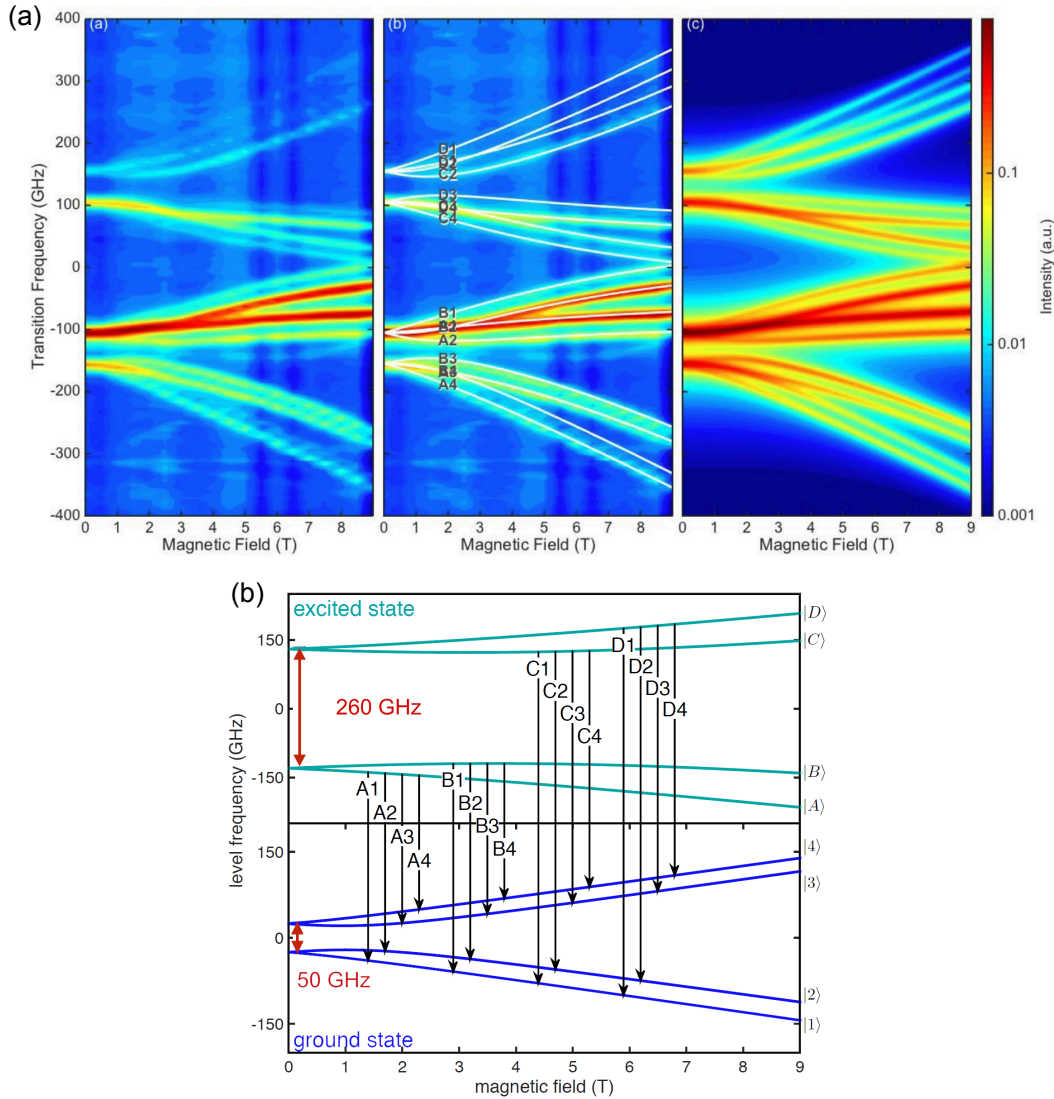 (a)
(a)
(b)
(c)
400
300
200
100
0
-100
-200
-300
-400
Transition Frequency (GHz)
D1
C2
D3
D4
C4
B1
A2
B3
A4
0 1 2 3 4 5 6 7 8
Magnetic Field (T)
0 1 2 3 4 5 6 7 8
Magnetic Field (T)
0 1 2 3 4 5 6 7 8 9
Magnetic Field (T)
0.1
0.01
0.001
Intensity (a.u.)
(b)
excited state
150
0
-150
260 GHz
D1
D2
D3
D4
C1
C2
C3
C4
|D⟩
|C⟩
|B⟩
|A⟩
A1
A2
A3
A4
B1
B2
B3
B4
level frequency (GHz)
150
0
-150
50 GHz
ground state
|4⟩
|3⟩
|2⟩
|1⟩
0 1 2 3 4 5 6 7 8 9
magnetic field (T)